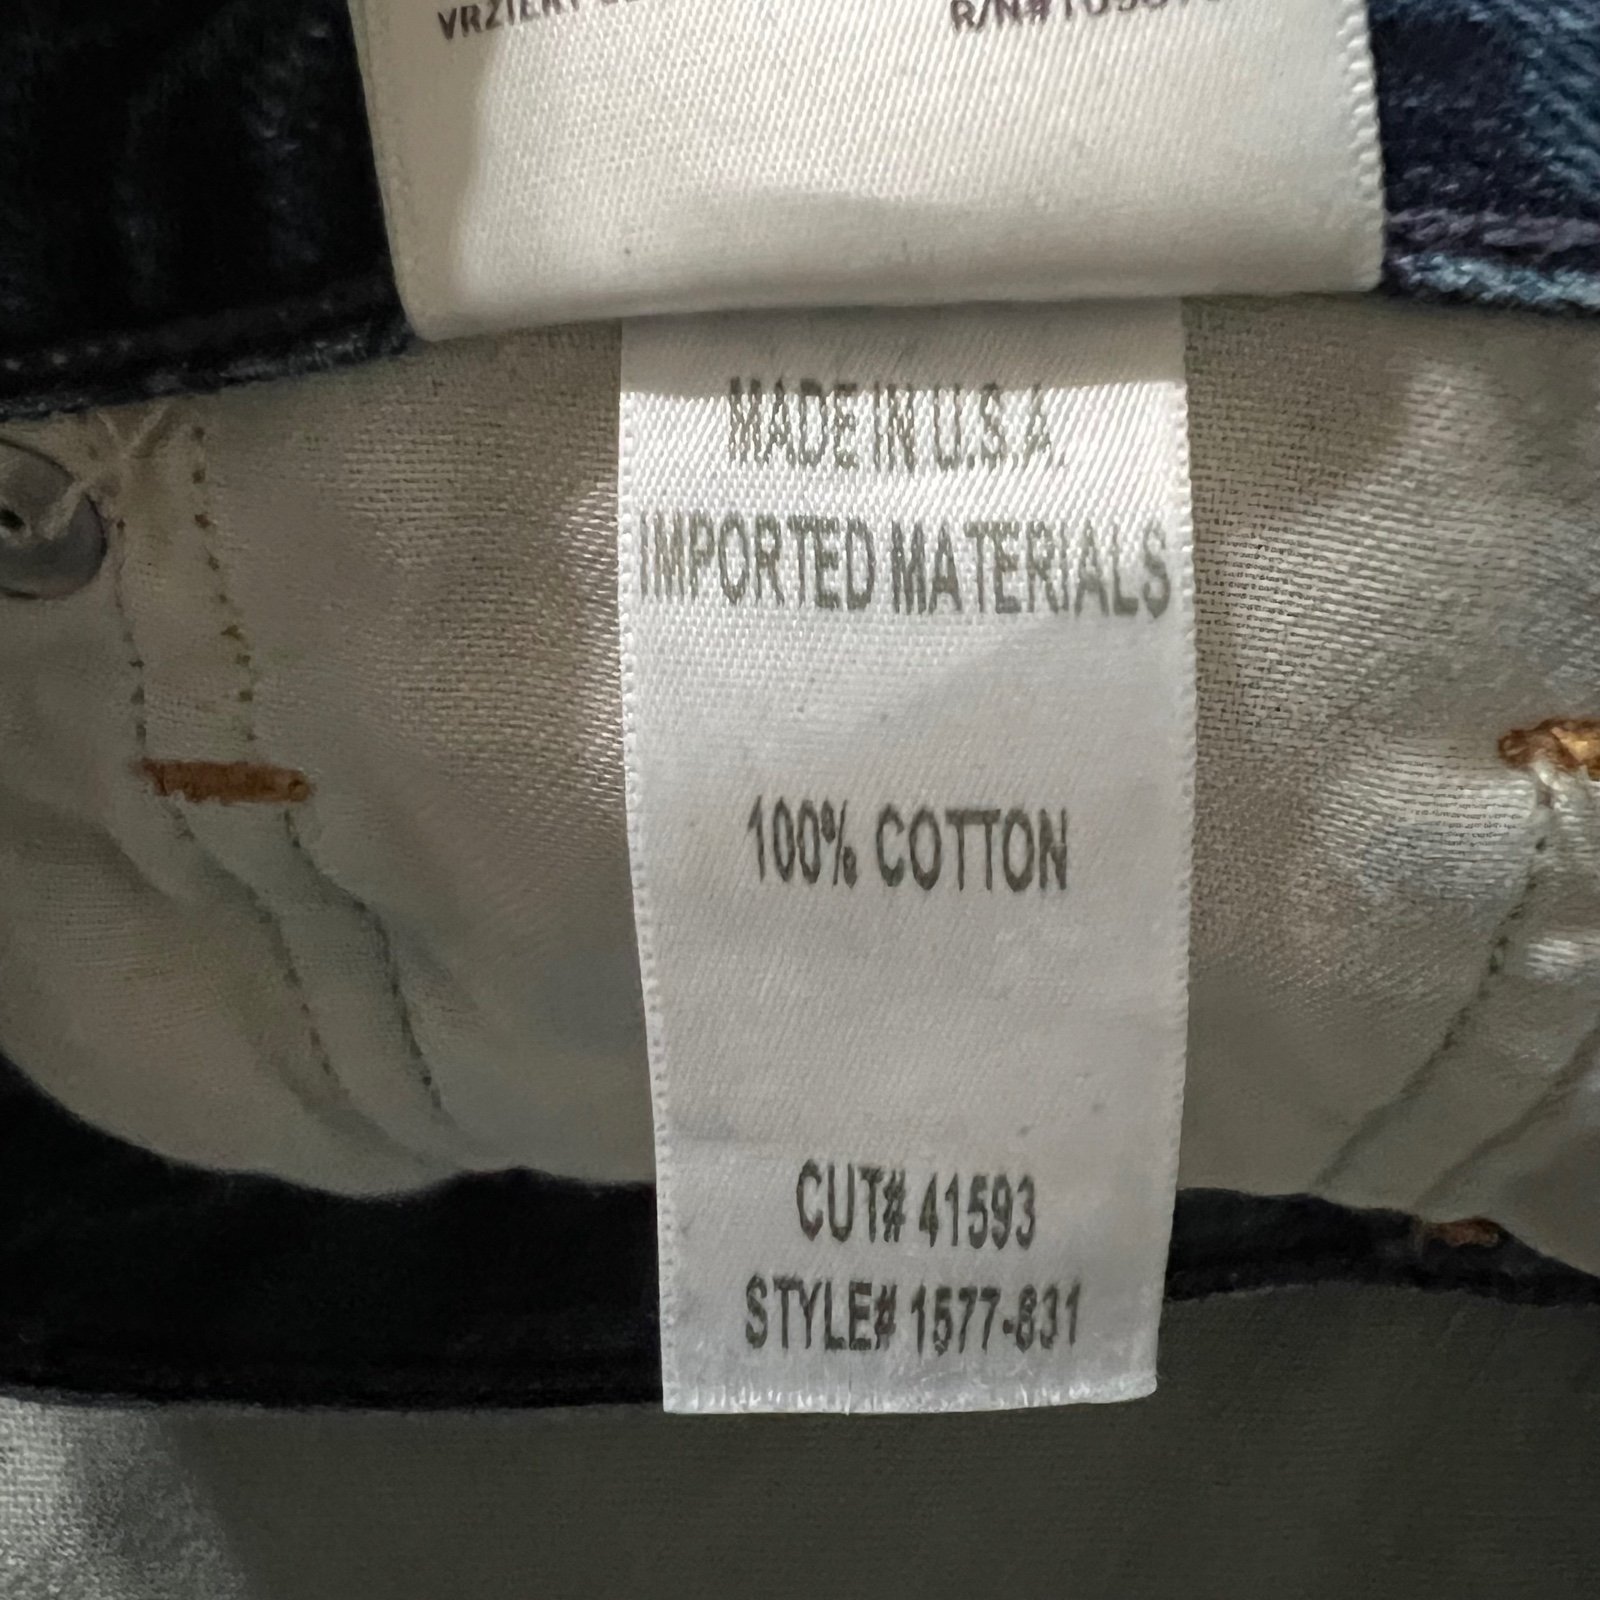 MADE IN U.S.A.
IMPORTED MATERIALS
100% COTTON
CUT# 41593
STYLE# 1577-831